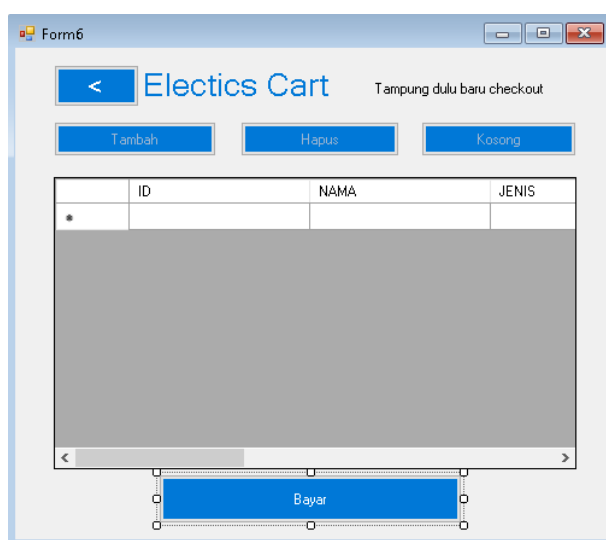 Form6
< Electics Cart Tampung dulu baru checkout
Tambah Hapus Kosong
ID NAMA JENIS
Bayar